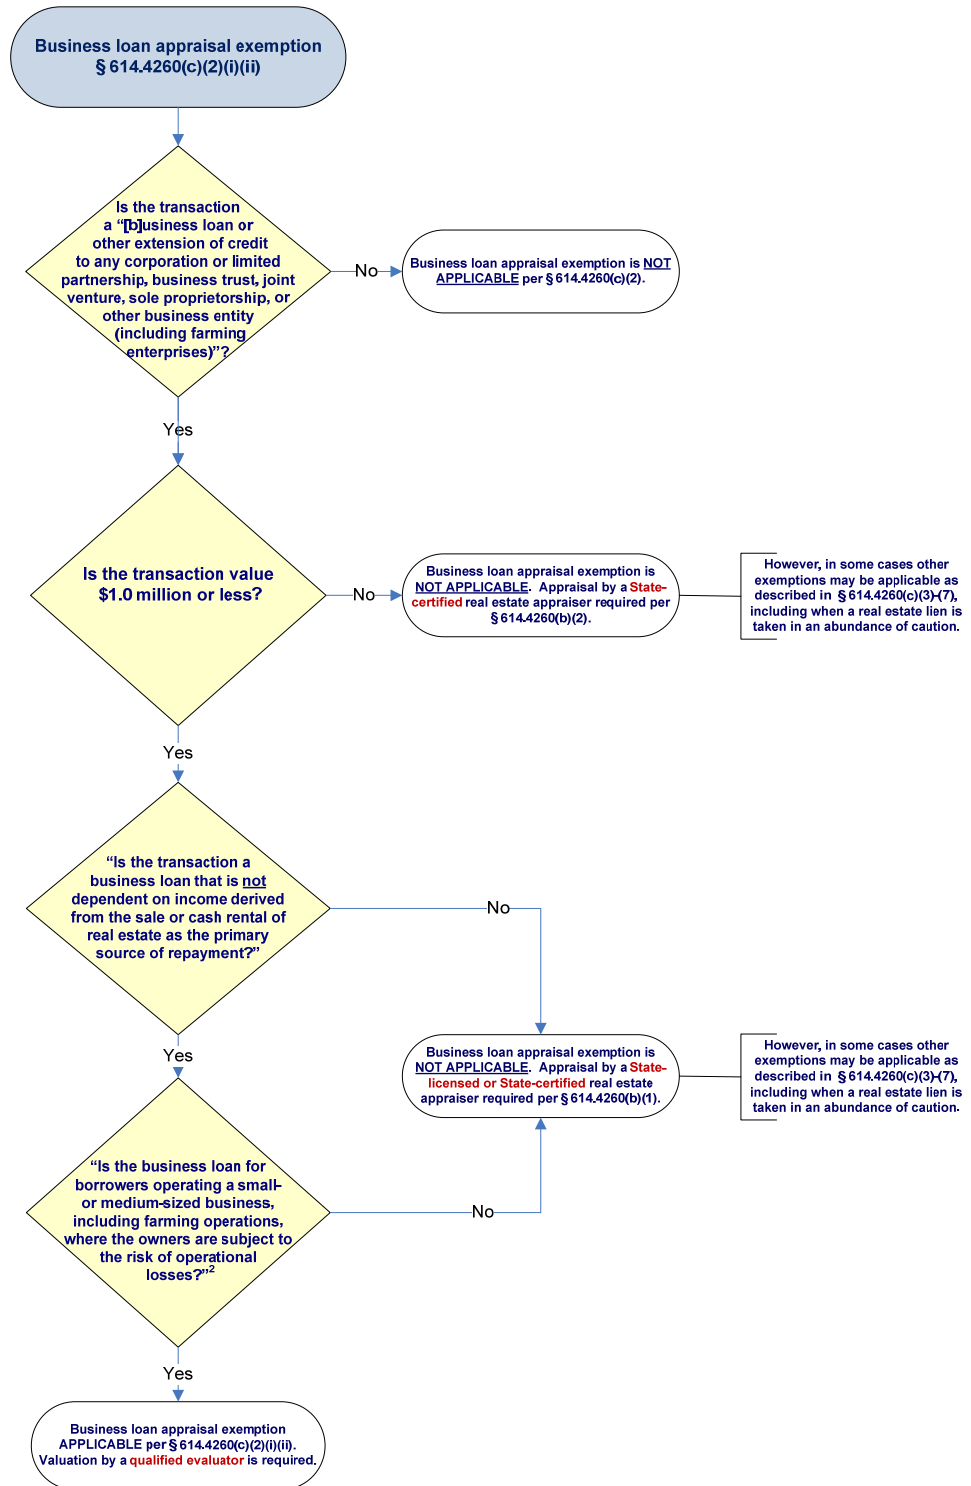 Business loan appraisal exemption
§ 614.4260(c)(2)(i)(ii)
Is the transaction
a “[b]usiness loan or
other extension of credit
to any corporation or limited
partnership, business trust, joint
venture, sole proprietorship, or
other business entity
(including farming
enterprises)”?
No
Business loan appraisal exemption is NOT
APPLICABLE per § 614.4260(c)(2).
Yes
Is the transaction value
$1.0 million or less?
No
Business loan appraisal exemption is
NOT APPLICABLE. Appraisal by a State-
certified real estate appraiser required per
§ 614.4260(b)(2).
However, in some cases other
exemptions may be applicable as
described in § 614.4260(c)(3)-(7),
including when a real estate lien is
taken in an abundance of caution.
Yes
“Is the transaction a
business loan that is not
dependent on income derived
from the sale or cash rental of
real estate as the primary
source of repayment?”
No
Business loan appraisal exemption is
NOT APPLICABLE. Appraisal by a State-
licensed or State-certified real estate
appraiser required per § 614.4260(b)(1).
However, in some cases other
exemptions may be applicable as
described in § 614.4260(c)(3)-(7),
including when a real estate lien is
taken in an abundance of caution.
Yes
“Is the business loan for
borrowers operating a small-
or medium-sized business,
including farming operations,
where the owners are subject to
the risk of operational
losses?”2
No
Yes
Business loan appraisal exemption
APPLICABLE per § 614.4260(c)(2)(i)(ii).
Valuation by a qualified evaluator is required.